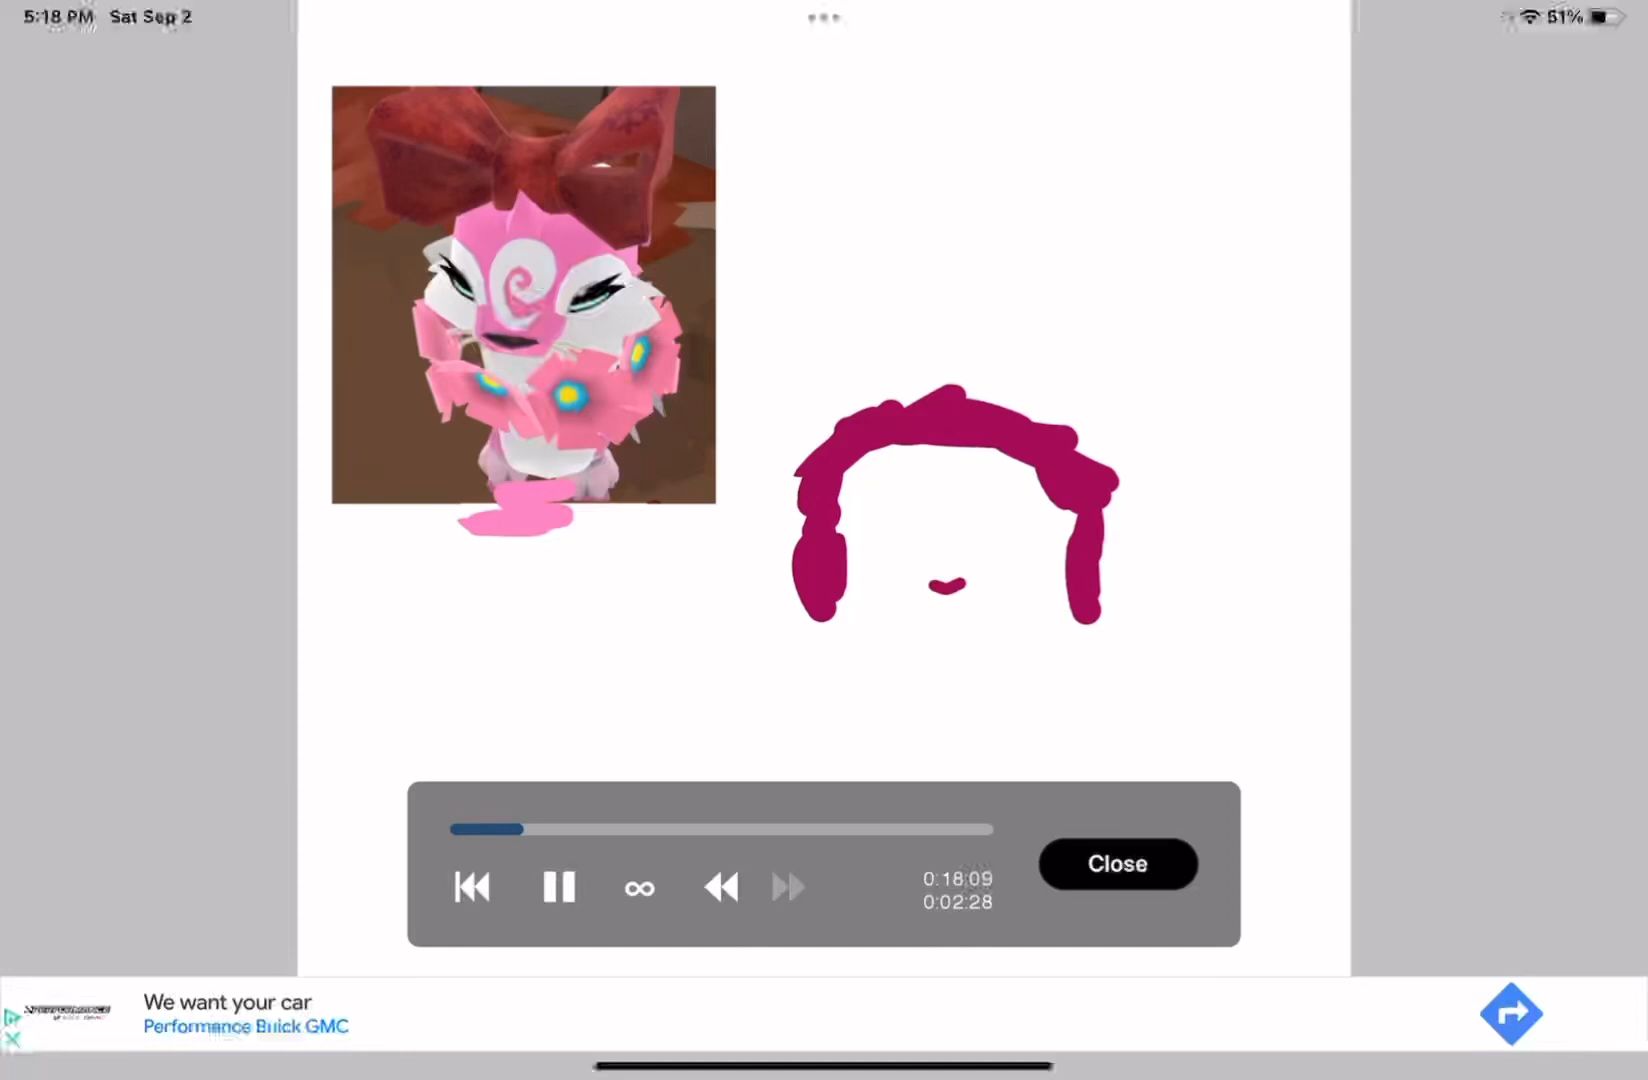 5:18 PM Sat Sep 2
51%
0:18:09
0:02:28
Close
We want your car
Performance Buick GMC
PERFORMANCE